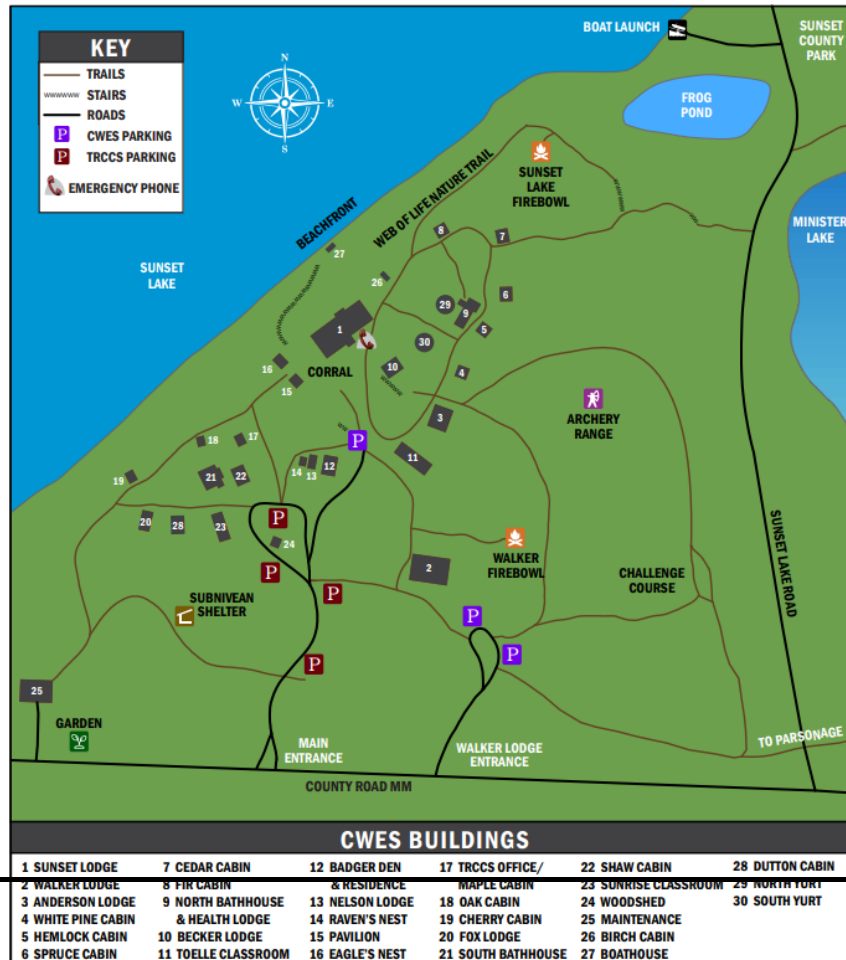 BOAT LAUNCH
SUNSET
COUNTY
PARK
KEY
TRAILS
STAIRS
ROADS
P CWES PARKING
P TRCCS PARKING
EMERGENCY PHONE
N
W E
S
FROG
POND
SUNSET
LAKE
FIREBOWL
WEB OF LIFE NATURE TRAIL
BEACHFRONT
MINISTER
LAKE
SUNSET
LAKE
27
8
7
26
6
29
9
5
1
30
16
15
CORRAL
10
4
ARCHERY
RANGE
3
18
17
P
11
14
13
12
19
21
22
20
28
23
P
24
SUNSET LAKE ROAD
P
P
2
WALKER
FIREBOWL
CHALLENGE
COURSE
SUBNIVEAN
SHELTER
P
P
P
25
GARDEN
MAIN
ENTRANCE
WALKER LODGE
ENTRANCE
TO PARSONAGE
COUNTY ROAD MM
CWES BUILDINGS
1 SUNSET LODGE
2 WALKER LODGE
3 ANDERSON LODGE
4 WHITE PINE CABIN
5 HEMLOCK CABIN
6 SPRUCE CABIN
7 CEDAR CABIN
8 FIR CABIN
9 NORTH BATHHOUSE
& HEALTH LODGE
10 BECKER LODGE
11 TOELLE CLASSROOM
12 BADGER DEN
& RESIDENCE
13 NELSON LODGE
14 RAVEN'S NEST
15 PAVILION
16 EAGLE'S NEST
17 TRCCS OFFICE/
MAPLE CABIN
18 OAK CABIN
19 CHERRY CABIN
20 FOX LODGE
21 SOUTH BATHHOUSE
22 SHAW CABIN
23 SUNRISE CLASSROOM
24 WOODSHED
25 MAINTENANCE
26 BIRCH CABIN
27 BOATHOUSE
28 DUTTON CABIN
29 NORTH YURT
30 SOUTH YURT